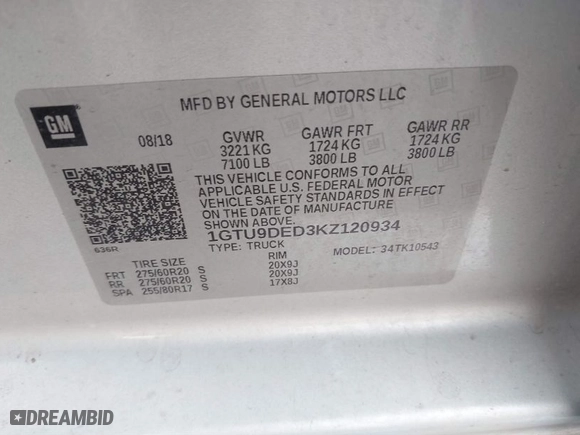 MFD BY GENERAL MOTORS LLC
GM
08/18 GVWR GAWR FRT GAWR RR
3221 KG 1724 KG 1724 KG
7100 LB 3800 LB 3800 LB
THIS VEHICLE CONFORMS TO ALL
APPLICABLE U.S. FEDERAL MOTOR
VEHICLE SAFETY STANDARDS IN EFFECT
ON THE DATE OF MANUFACTURE
SHOWN ABOVE.
1GTU9DED3KZ120934
636R TYPE: TRUCK MODEL: 34TK10543
TIRE SIZE RIM
FRT 275/60R20 S 20X9J
RR 275/60R20 S 20X9J
SPA 255/80R17 S 17X8J
DREAMBID